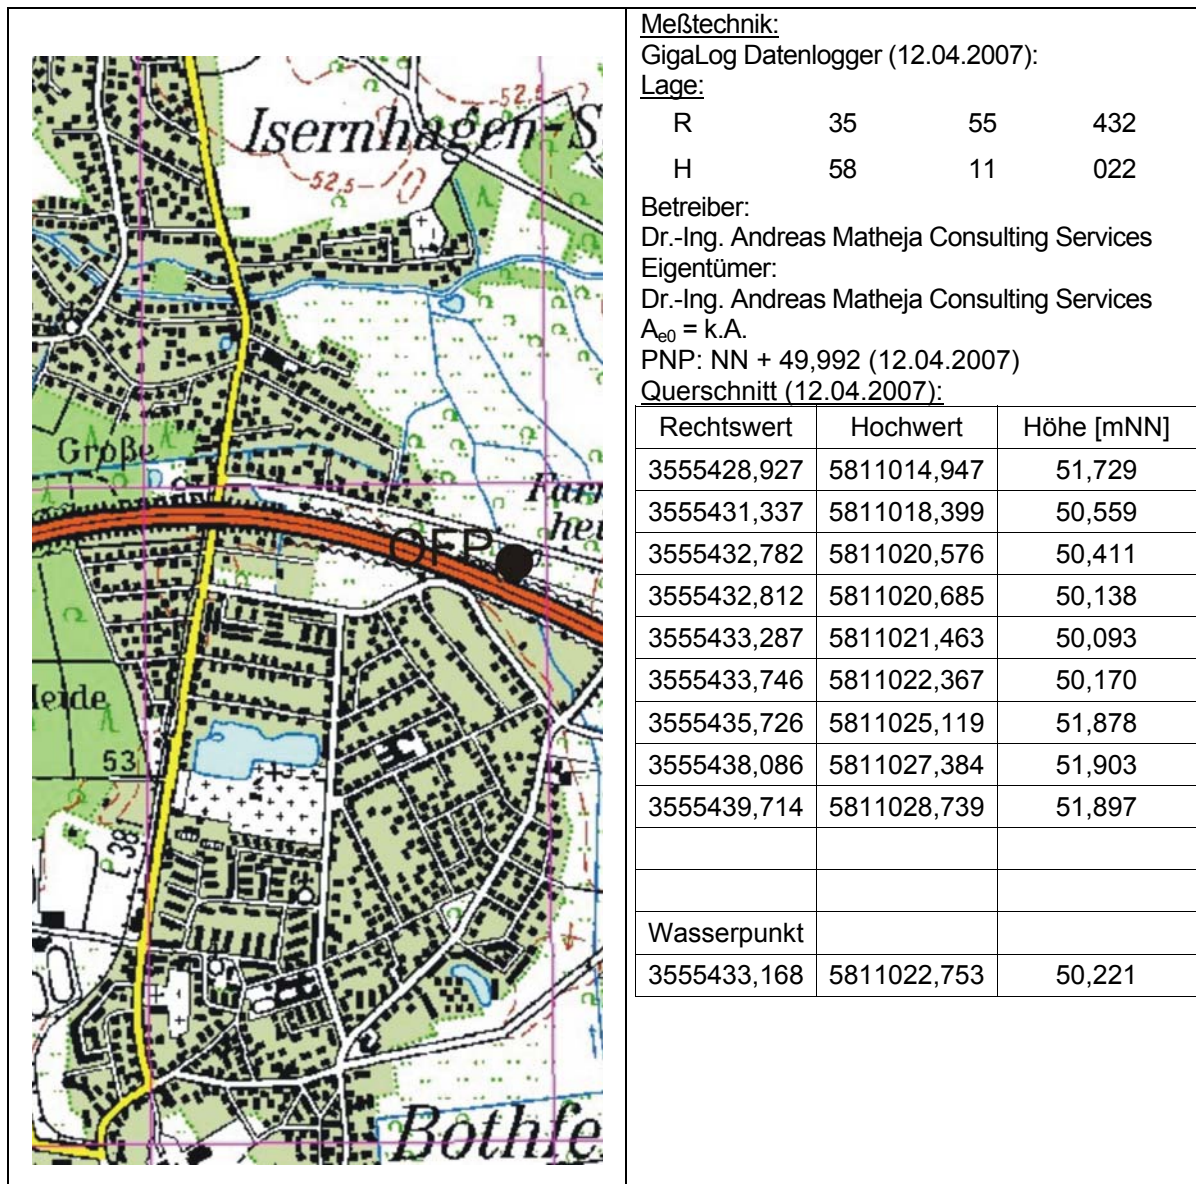 Isernhagen-S
52,5
52,5
Große
Heide
OFP
53
L 38
Bothfe
Meßtechnik:
GigaLog Datenlogger (12.04.2007):
Lage:
R 35 55 432
H 58 11 022
Betreiber:
Dr.-Ing. Andreas Matheja Consulting Services
Eigentümer:
Dr.-Ing. Andreas Matheja Consulting Services
Ae0 = k.A.
PNP: NN + 49,992 (12.04.2007)
Querschnitt (12.04.2007):
Rechtswert Hochwert Höhe [mNN]
3555428,927 5811014,947 51,729
3555431,337 5811018,399 50,559
3555432,782 5811020,576 50,411
3555432,812 5811020,685 50,138
3555433,287 5811021,463 50,093
3555433,746 5811022,367 50,170
3555435,726 5811025,119 51,878
3555438,086 5811027,384 51,903
3555439,714 5811028,739 51,897
Wasserpunkt
3555433,168 5811022,753 50,221